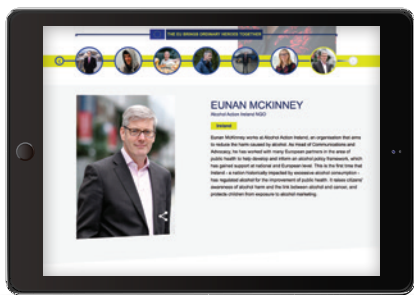 THE EU BRINGS ORDINARY HEROES TOGETHER
EUNAN MCKINNEY
Alcohol Action Ireland NGO
Ireland
Eunan McKinney works at Alcohol Action Ireland, an organisation that aims
to reduce the harm caused by alcohol. As Head of Communications and
Advocacy, he has worked with many European partners in the area of
public health to help develop and inform an alcohol policy framework, which
has gained support at national and European level. This is the first time that
Ireland - a nation historically impacted by excessive alcohol consumption -
has regulated alcohol for the improvement of public health. It raises citizens'
awareness of alcohol harm and the link between alcohol and cancer, and
protects children from exposure to alcohol marketing.